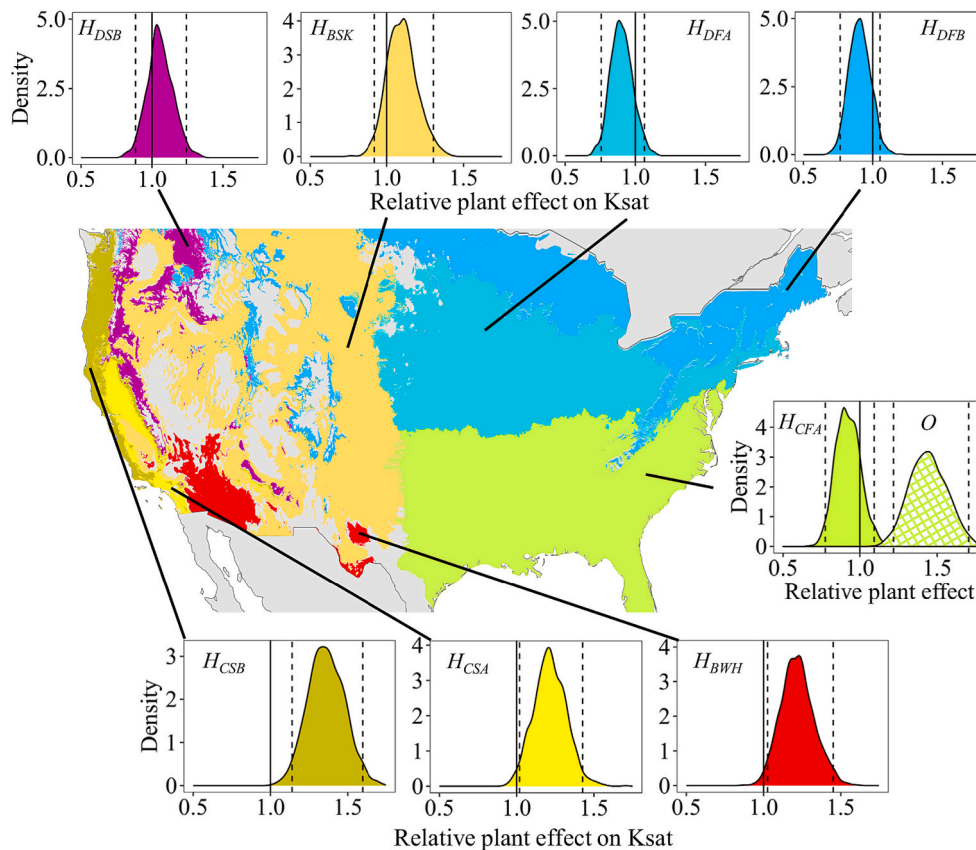 H_DSB
Density
5.0
2.5
0.0
0.5 1.0 1.5
H_BSK
4
3
2
1
0
0.5 1.0 1.5
H_DFA
5.0
2.5
0.0
0.5 1.0 1.5
H_DFB
5.0
2.5
0.0
0.5 1.0 1.5
Relative plant effect on Ksat
H_CFA O
Density
4
3
2
1
0
0.5 1.0 1.5
Relative plant effect
H_CSB
Density
3
2
1
0
0.5 1.0 1.5
H_CSA
4
3
2
1
0
0.5 1.0 1.5
H_BWH
4
3
2
1
0
0.5 1.0 1.5
Relative plant effect on Ksat